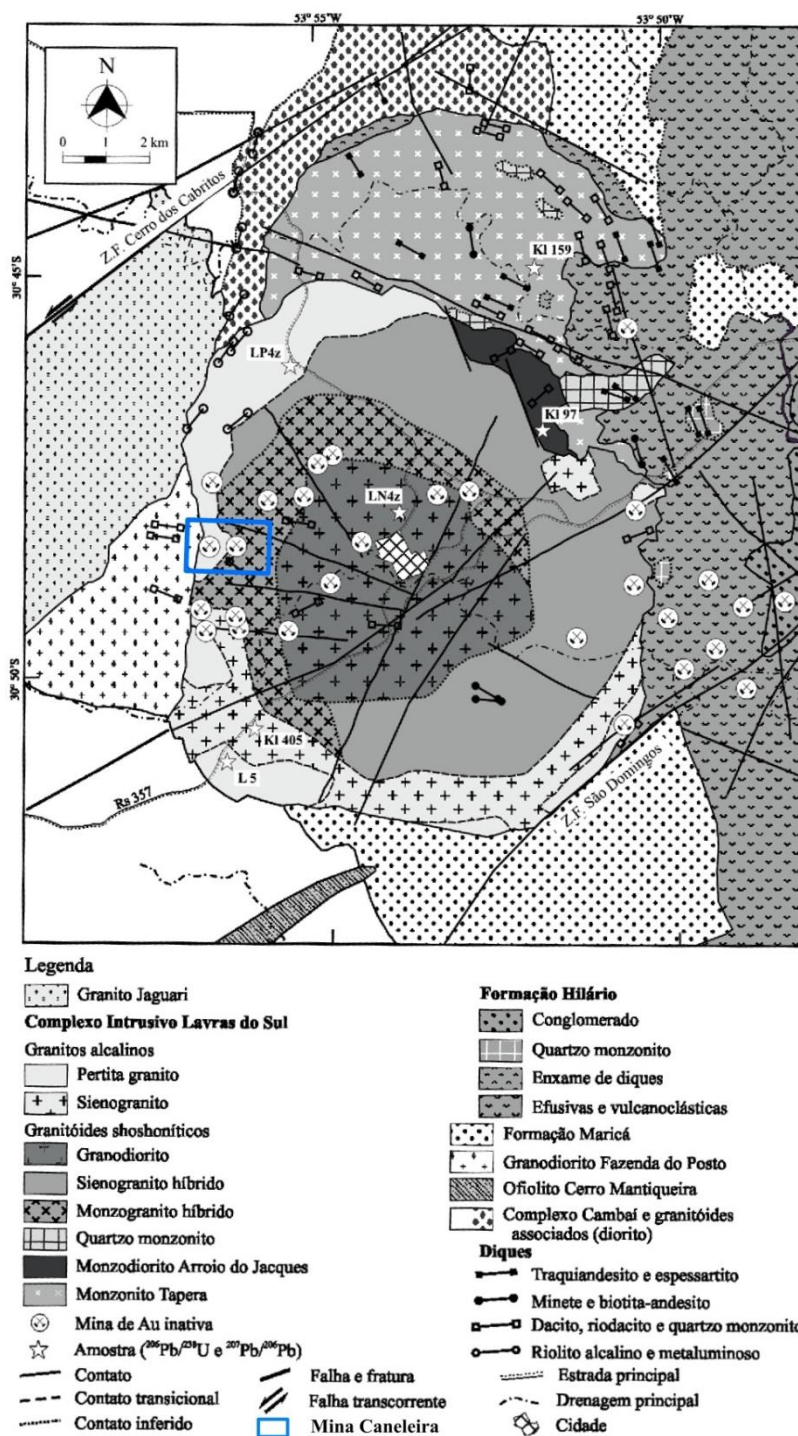 53° 55' W
53° 50' W
N
0 1 2 km
Z.F. Cerro dos Cabritos
30° 45'S
Kl 159
LP4z
Kl 97
LN4z
30° 50'S
Kl 405
L 5
Rs 357
Z.F. São Domingos
Legenda
Granito Jaguari
Complexo Intrusivo Lavras do Sul
Granitos alcalinos
Pertita granito
Sienogranito
Granitóides shoshoníticos
Granodiorito
Sienogranito híbrido
Monzogranito híbrido
Quartzo monzonito
Monzodiorito Arroio do Jacques
Monzonito Tapera
Mina de Au inativa
Amostra (²⁰⁶Pb/²³⁸U e ²⁰⁷Pb/²⁰⁶Pb)
Contato
Contato transicional
Contato inferido
Falha e fratura
Falha transcorrente
Mina Caneleira
Formação Hilário
Conglomerado
Quartzo monzonito
Enxame de diques
Efusivas e vulcanoclásticas
Formação Maricá
Granodiorito Fazenda do Posto
Ofiolito Cerro Mantiqueira
Complexo Cambaí e granitóides
associados (diorito)
Diques
Traquiandesito e espessartito
Minete e biotita-andesito
Dacito, riodacito e quartzo monzonito
Riolito alcalino e metaluminoso
Estrada principal
Drenagem principal
Cidade